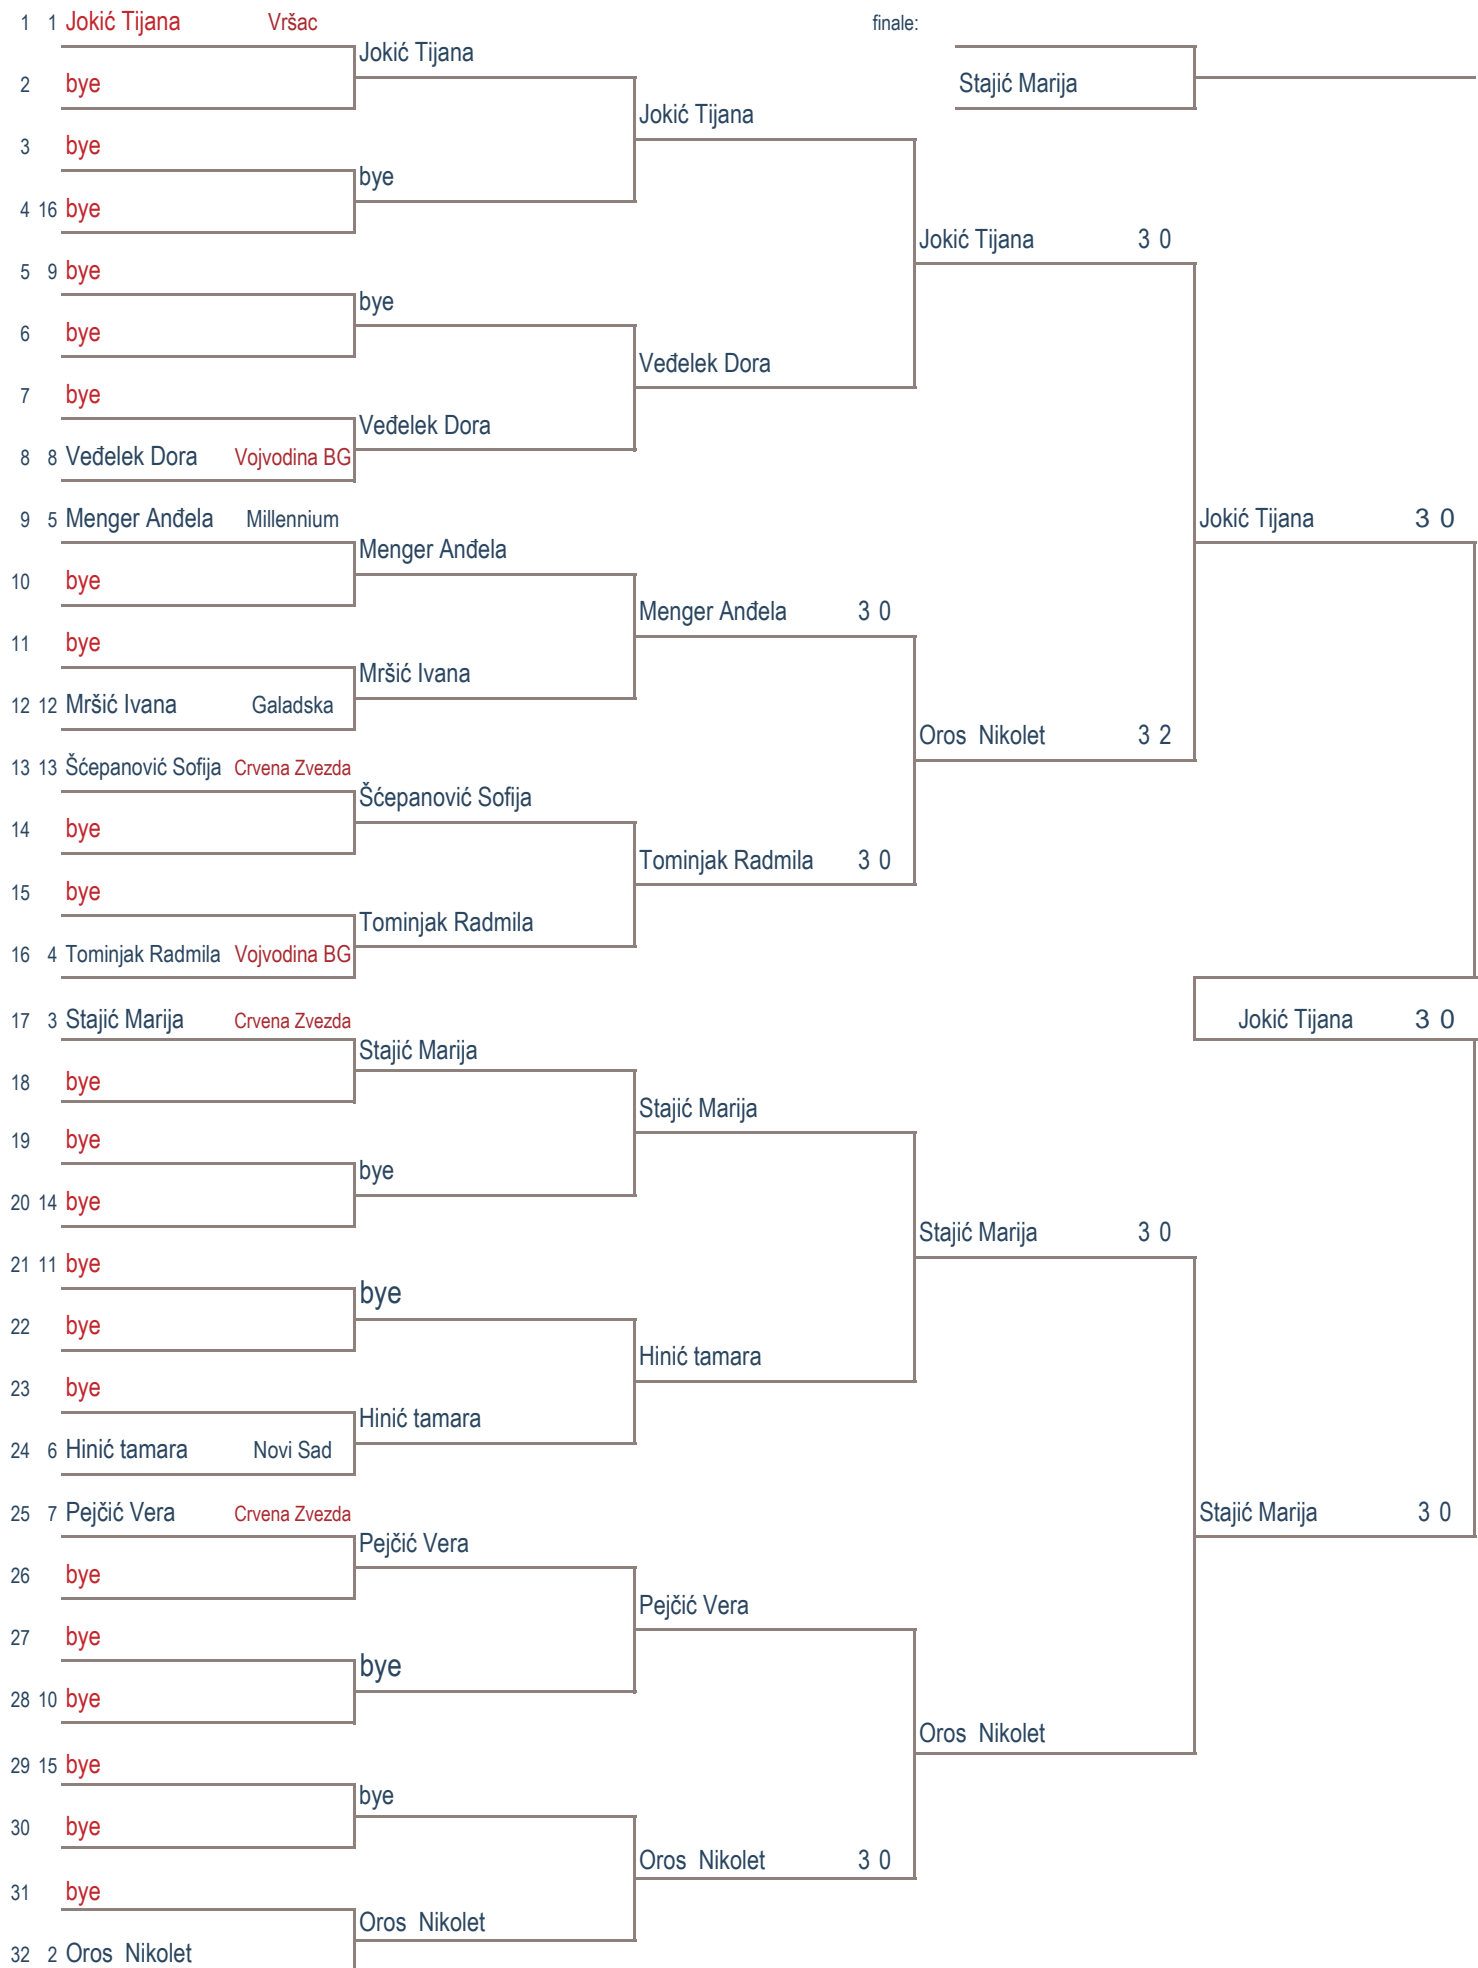 1 1 Jokić Tijana Vršac finale:
Jokić Tijana
2 bye Stajić Marija
Jokić Tijana
3 bye
bye
4 16 bye
Jokić Tijana 3 0
5 9 bye
bye
6 bye
Veđelek Dora
7 bye
Veđelek Dora
8 8 Veđelek Dora Vojvodina BG
9 5 Menger Anđela Millennium Jokić Tijana 3 0
Menger Anđela
10 bye
Menger Anđela 3 0
11 bye
Mršić Ivana
12 12 Mršić Ivana Galadska
Oros Nikolet 3 2
13 13 Šćepanović Sofija Crvena Zvezda
Šćepanović Sofija
14 bye
Tominjak Radmila 3 0
15 bye
Tominjak Radmila
16 4 Tominjak Radmila Vojvodina BG
17 3 Stajić Marija Crvena Zvezda Jokić Tijana 3 0
Stajić Marija
18 bye
Stajić Marija
19 bye
bye
20 14 bye
Stajić Marija 3 0
21 11 bye
bye
22 bye
Hinić tamara
23 bye
Hinić tamara
24 6 Hinić tamara Novi Sad
25 7 Pejčić Vera Crvena Zvezda Stajić Marija 3 0
Pejčić Vera
26 bye
Pejčić Vera
27 bye
bye
28 10 bye
Oros Nikolet
29 15 bye
bye
30 bye
Oros Nikolet 3 0
31 bye
Oros Nikolet
32 2 Oros Nikolet